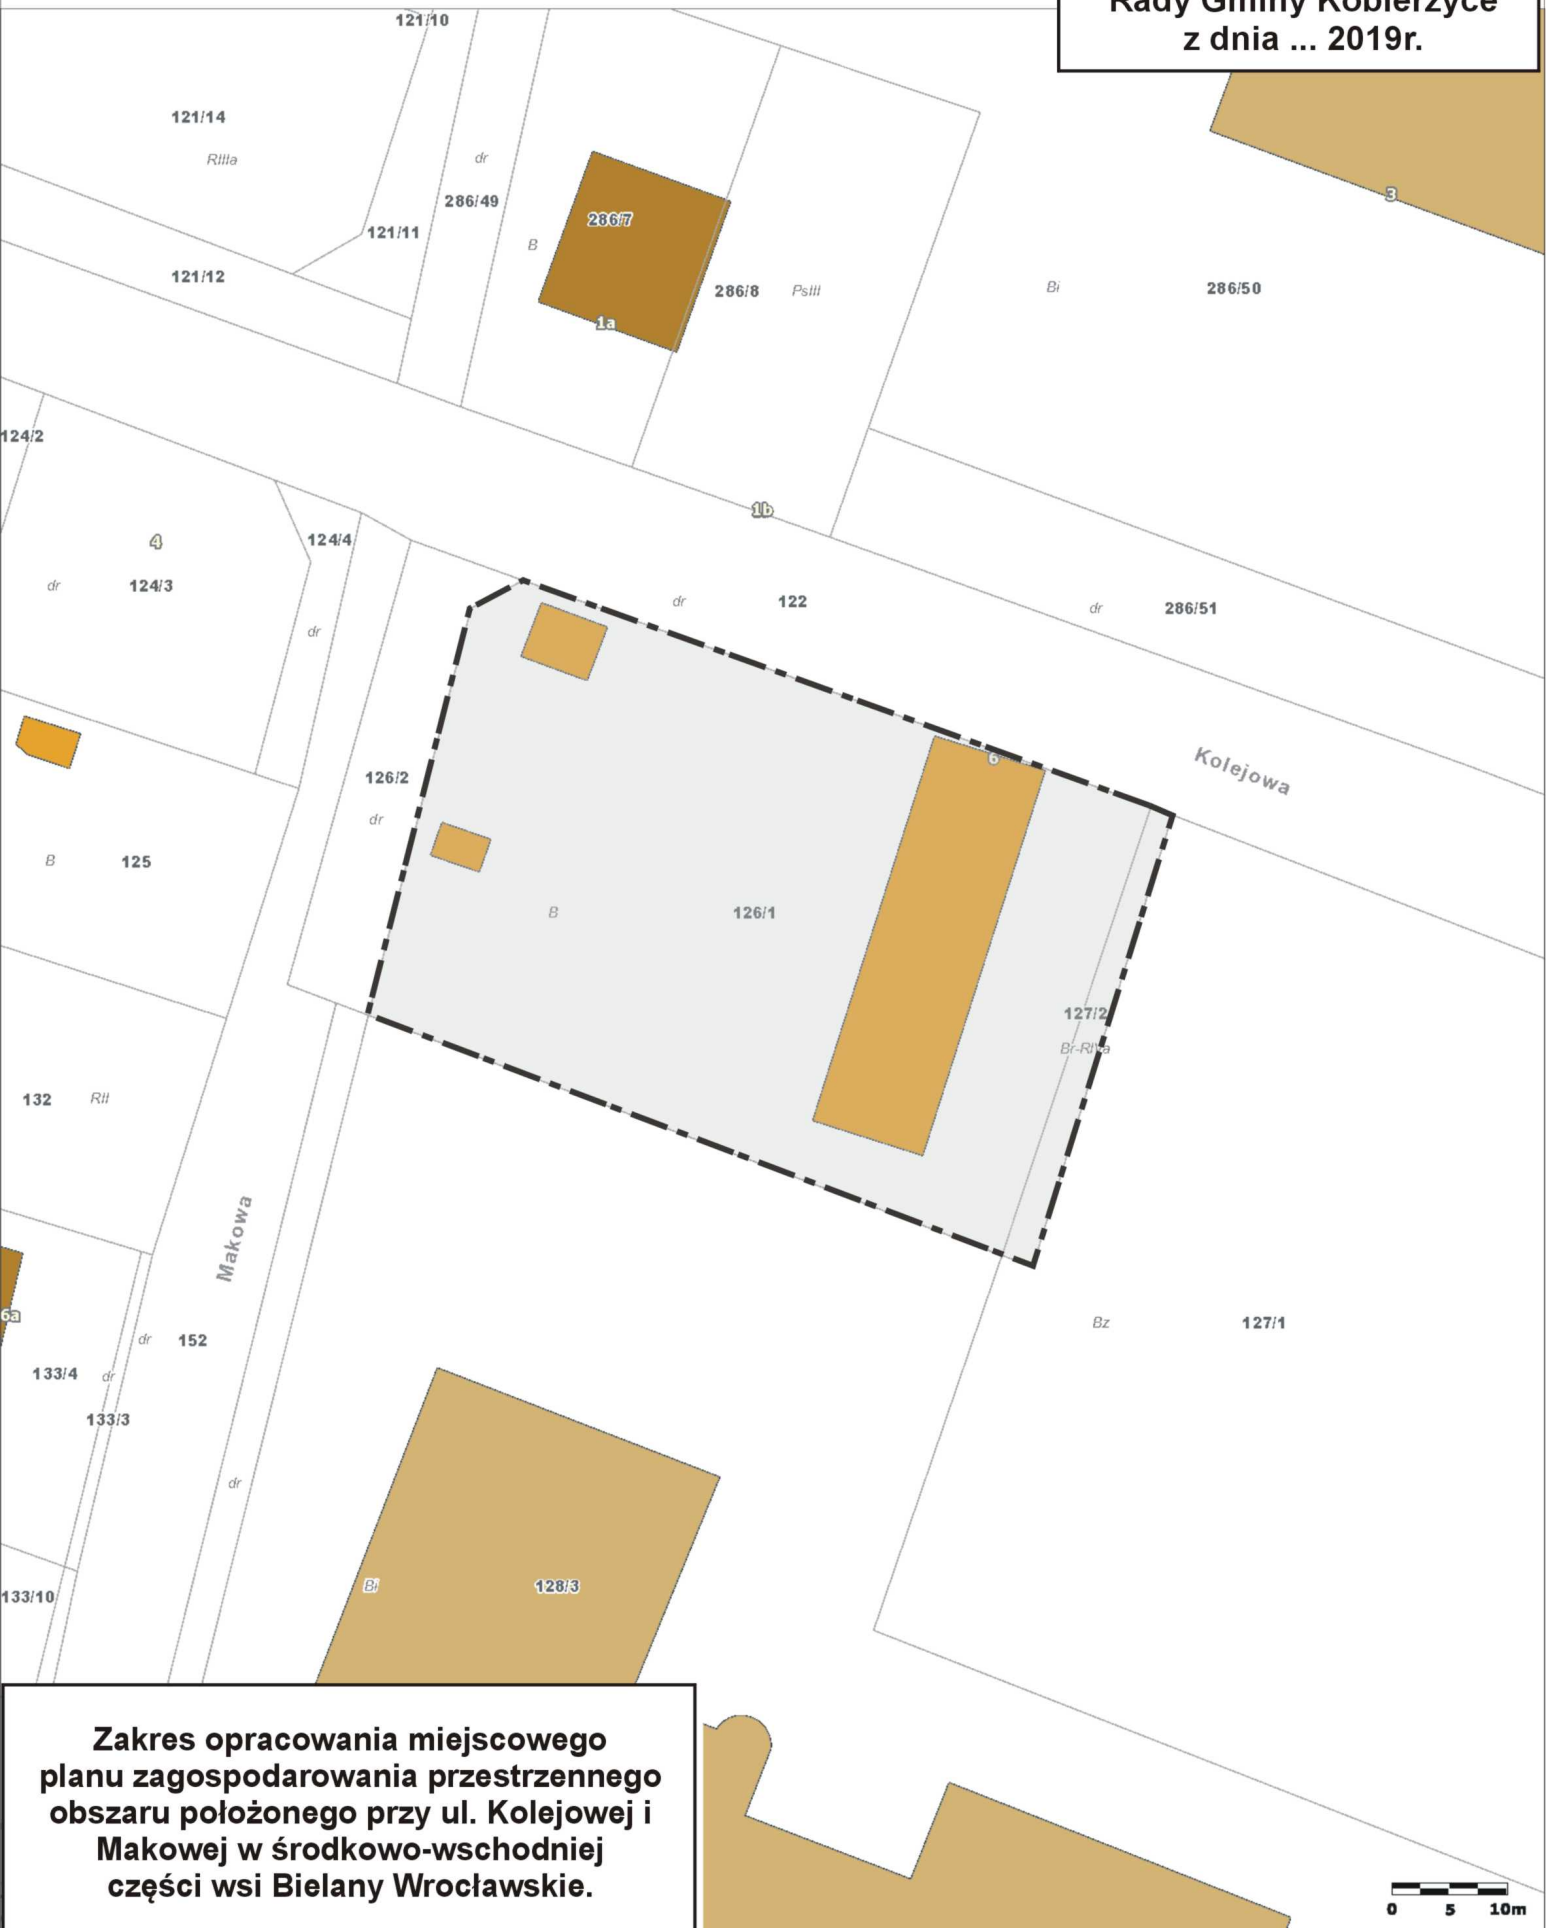 Rady Gminy Kobierzyce
z dnia ... 2019r.
121/10
121/14
RIIIa
dr
286/49
286/7
121/11
B
121/12
1a
286/8
PsIII
3
Bi
286/50
124/2
1b
4
124/4
dr
124/3
dr
dr
122
dr
286/51
6
Kolejowa
126/2
dr
B
125
B
126/1
127/2
Br-RIVa
132
RII
Makowa
6a
dr
152
Bz
127/1
133/4
dr
133/3
dr
Bi
128/3
133/10
Zakres opracowania miejscowego
planu zagospodarowania przestrzennego
obszaru położonego przy ul. Kolejowej i
Makowej w środkowo-wschodniej
części wsi Bielany Wrocławskie.
0 5 10m